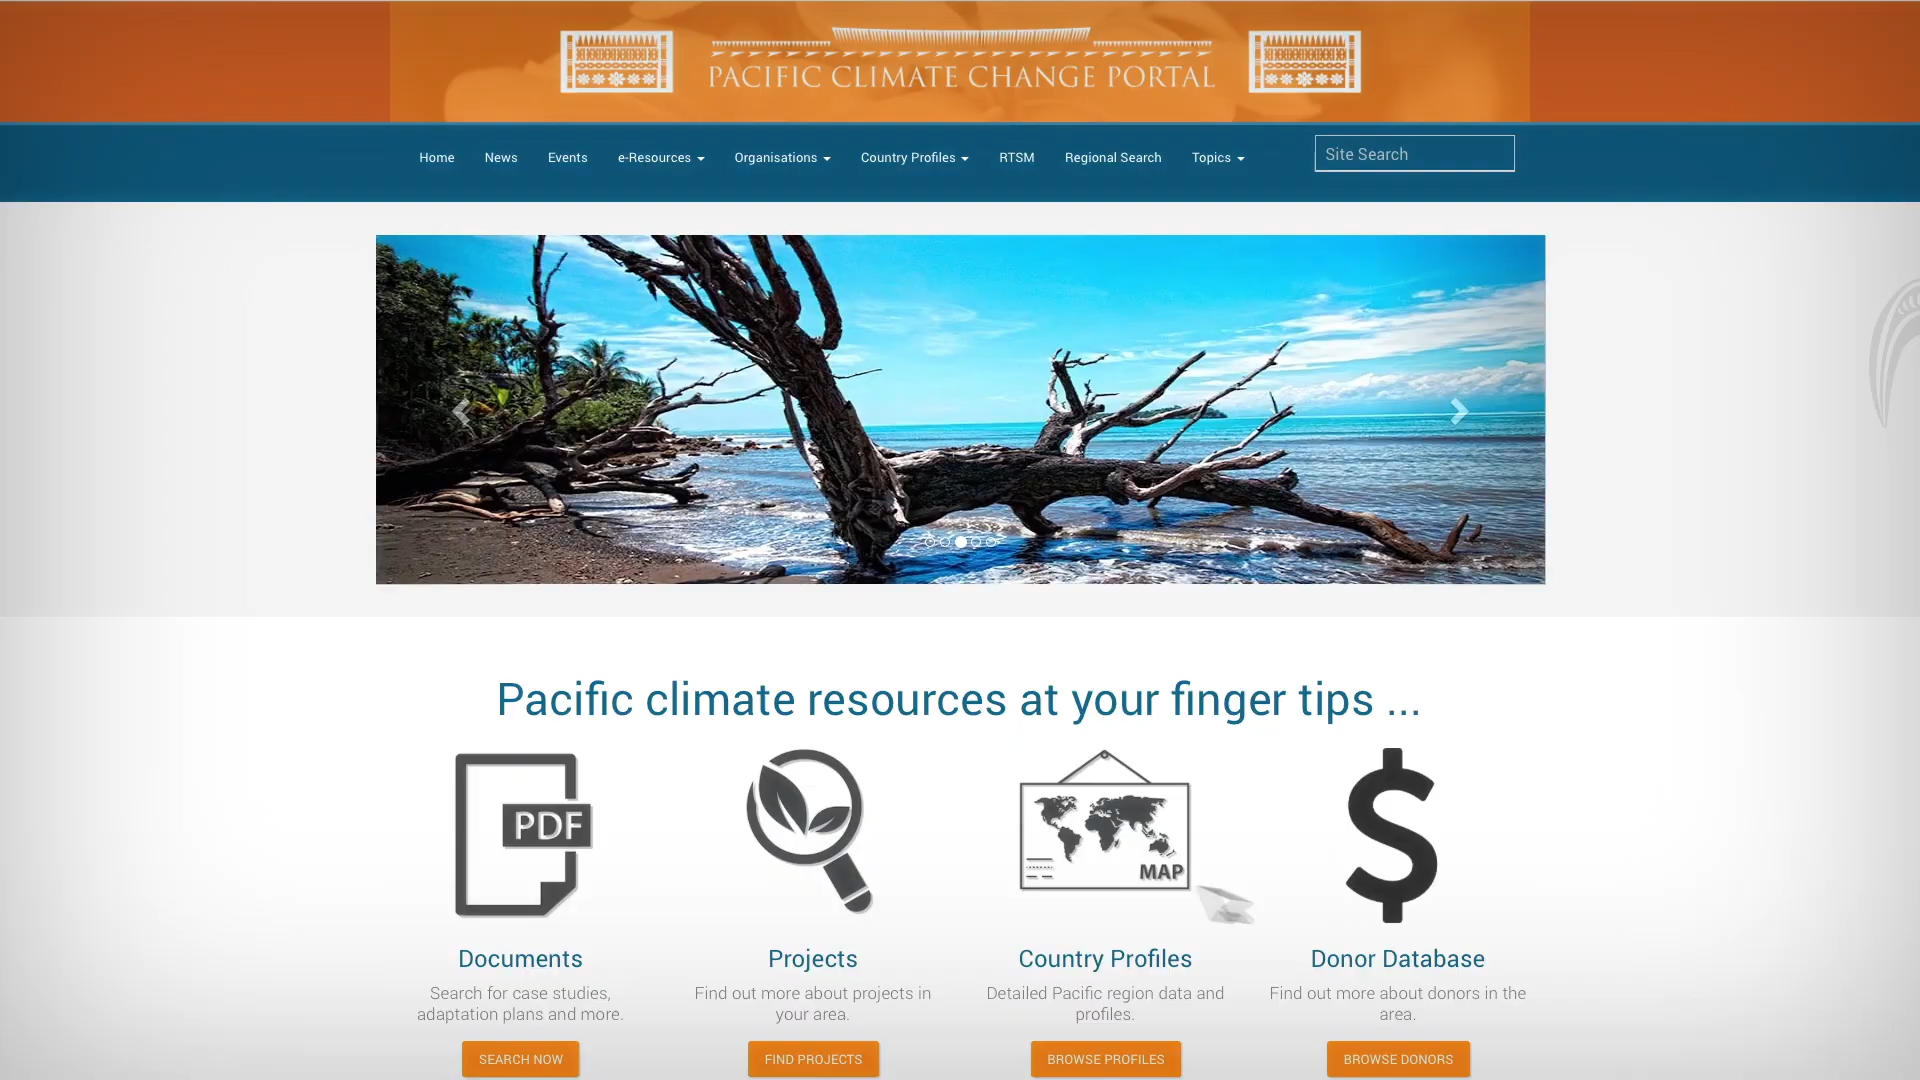 PACIFIC CLIMATE CHANGE PORTAL
Home News Events e-Resources Organisations Country Profiles RTSM Regional Search Topics Site Search
Pacific climate resources at your finger tips ...
PDF MAP
Documents Projects Country Profiles Donor Database
Search for case studies, Find out more about projects in Detailed Pacific region data and Find out more about donors in the
adaptation plans and more. your area. profiles. area.
SEARCH NOW FIND PROJECTS BROWSE PROFILES BROWSE DONORS